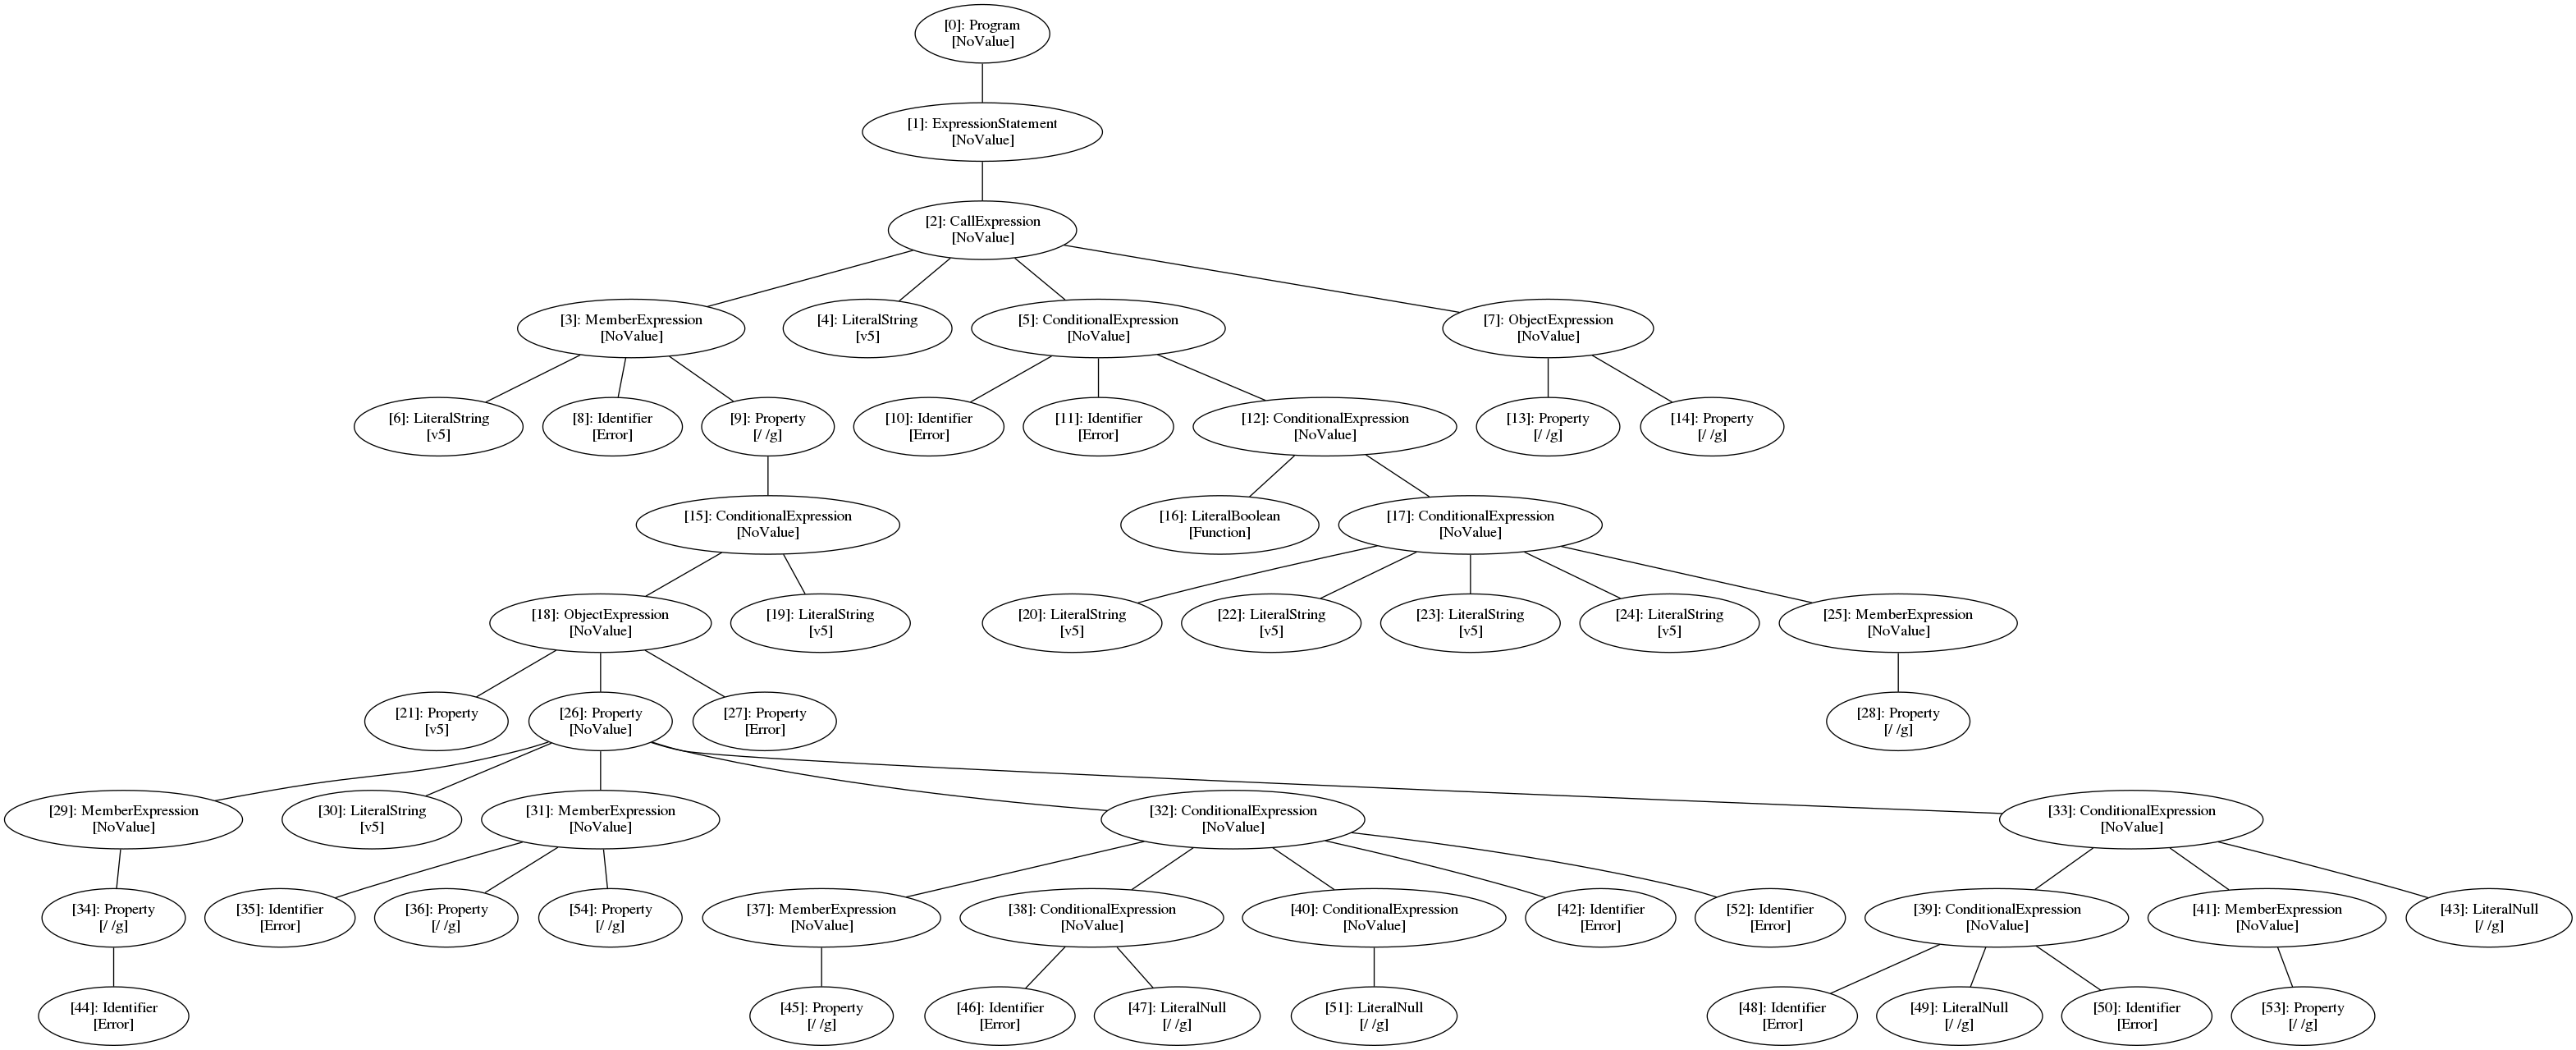 [0]: Program
[NoValue]
[1]: ExpressionStatement
[NoValue]
[2]: CallExpression
[NoValue]
[3]: MemberExpression
[NoValue]
[4]: LiteralString
[v5]
[5]: ConditionalExpression
[NoValue]
[7]: ObjectExpression
[NoValue]
[6]: LiteralString
[v5]
[8]: Identifier
[Error]
[9]: Property
[/ /g]
[10]: Identifier
[Error]
[11]: Identifier
[Error]
[12]: ConditionalExpression
[NoValue]
[13]: Property
[/ /g]
[14]: Property
[/ /g]
[15]: ConditionalExpression
[NoValue]
[16]: LiteralBoolean
[Function]
[17]: ConditionalExpression
[NoValue]
[18]: ObjectExpression
[NoValue]
[19]: LiteralString
[v5]
[20]: LiteralString
[v5]
[22]: LiteralString
[v5]
[23]: LiteralString
[v5]
[24]: LiteralString
[v5]
[25]: MemberExpression
[NoValue]
[21]: Property
[v5]
[26]: Property
[NoValue]
[27]: Property
[Error]
[28]: Property
[/ /g]
[29]: MemberExpression
[NoValue]
[30]: LiteralString
[v5]
[31]: MemberExpression
[NoValue]
[32]: ConditionalExpression
[NoValue]
[33]: ConditionalExpression
[NoValue]
[34]: Property
[/ /g]
[35]: Identifier
[Error]
[36]: Property
[/ /g]
[54]: Property
[/ /g]
[37]: MemberExpression
[NoValue]
[38]: ConditionalExpression
[NoValue]
[40]: ConditionalExpression
[NoValue]
[42]: Identifier
[Error]
[52]: Identifier
[Error]
[39]: ConditionalExpression
[NoValue]
[41]: MemberExpression
[NoValue]
[43]: LiteralNull
[/ /g]
[44]: Identifier
[Error]
[45]: Property
[/ /g]
[46]: Identifier
[Error]
[47]: LiteralNull
[/ /g]
[51]: LiteralNull
[/ /g]
[48]: Identifier
[Error]
[49]: LiteralNull
[/ /g]
[50]: Identifier
[Error]
[53]: Property
[/ /g]